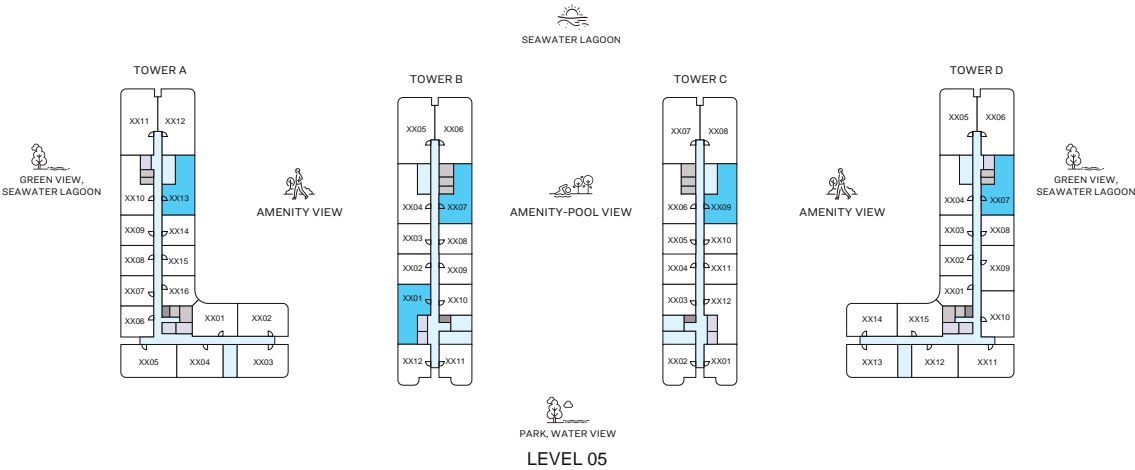 SEAWATER LAGOON
TOWER A
TOWER B
TOWER C
TOWER D
XX11
XX12
XX10
XX13
XX09
XX14
XX08
XX15
XX07
XX16
XX06
XX01
XX02
XX05
XX04
XX03
XX05
XX06
XX04
XX07
XX03
XX08
XX02
XX09
XX01
XX10
XX12
XX11
XX07
XX08
XX06
XX09
XX05
XX10
XX04
XX11
XX03
XX12
XX02
XX01
XX05
XX06
XX04
XX07
XX03
XX08
XX02
XX09
XX01
XX10
XX14
XX15
XX13
XX12
XX11
GREEN VIEW,
SEAWATER LAGOON
AMENITY VIEW
AMENITY-POOL VIEW
AMENITY VIEW
GREEN VIEW,
SEAWATER LAGOON
PARK, WATER VIEW
LEVEL 05